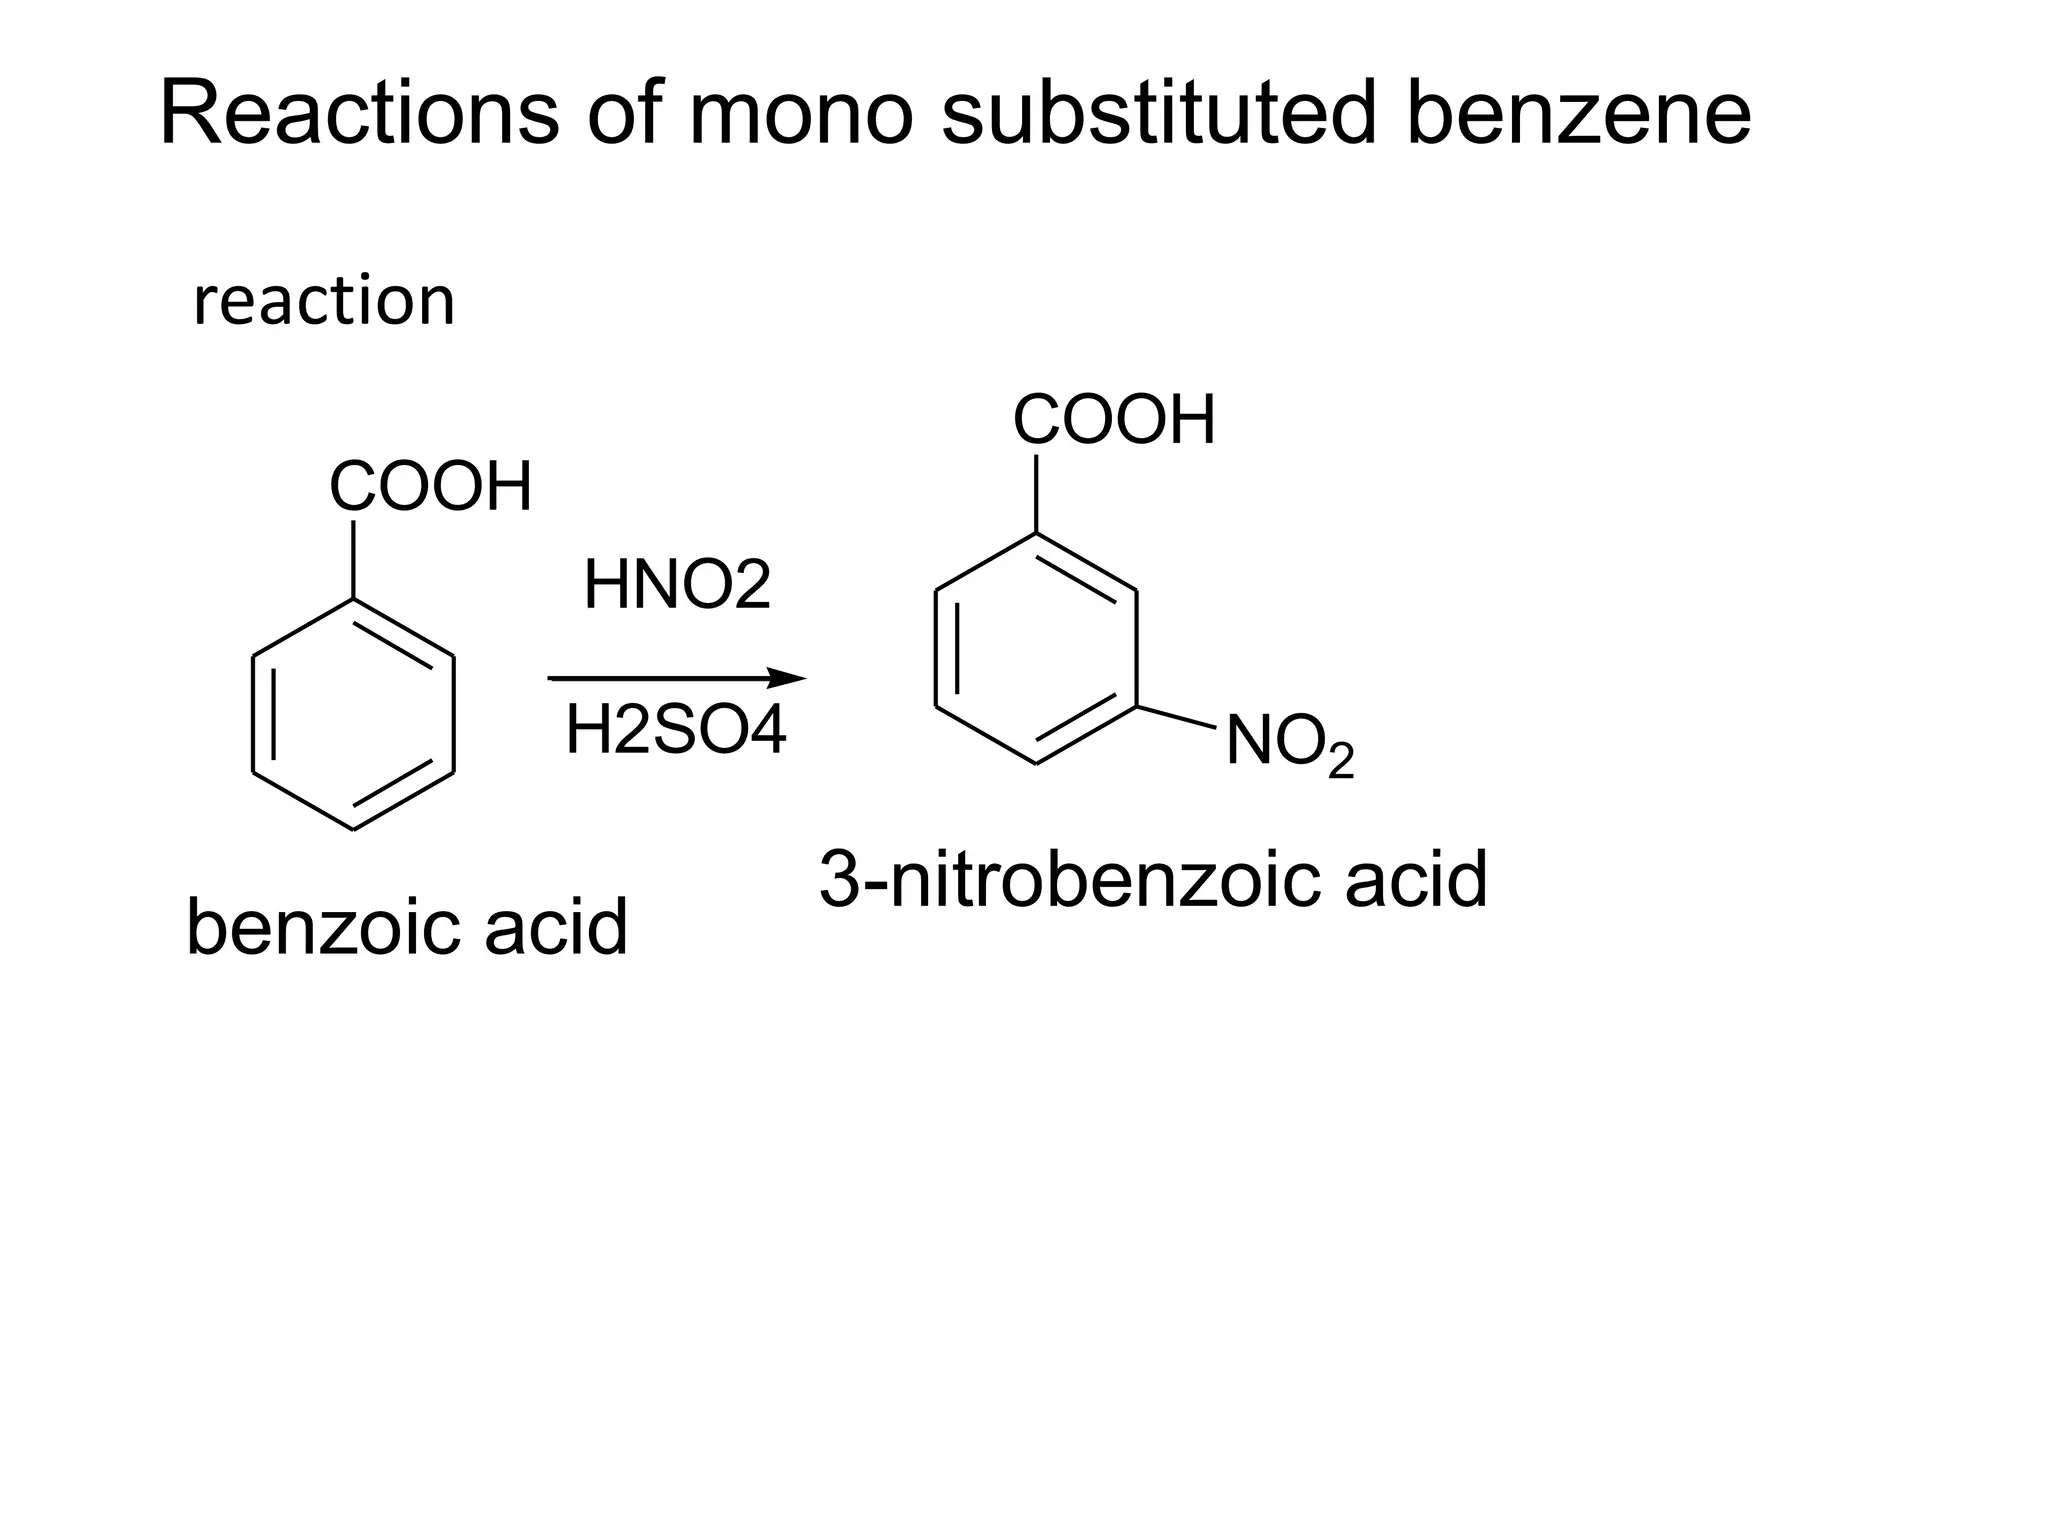 Reactions of mono substituted benzene
reaction
COOH
COOH
HNO2
H2SO4
NO2
3-nitrobenzoic acid
benzoic acid